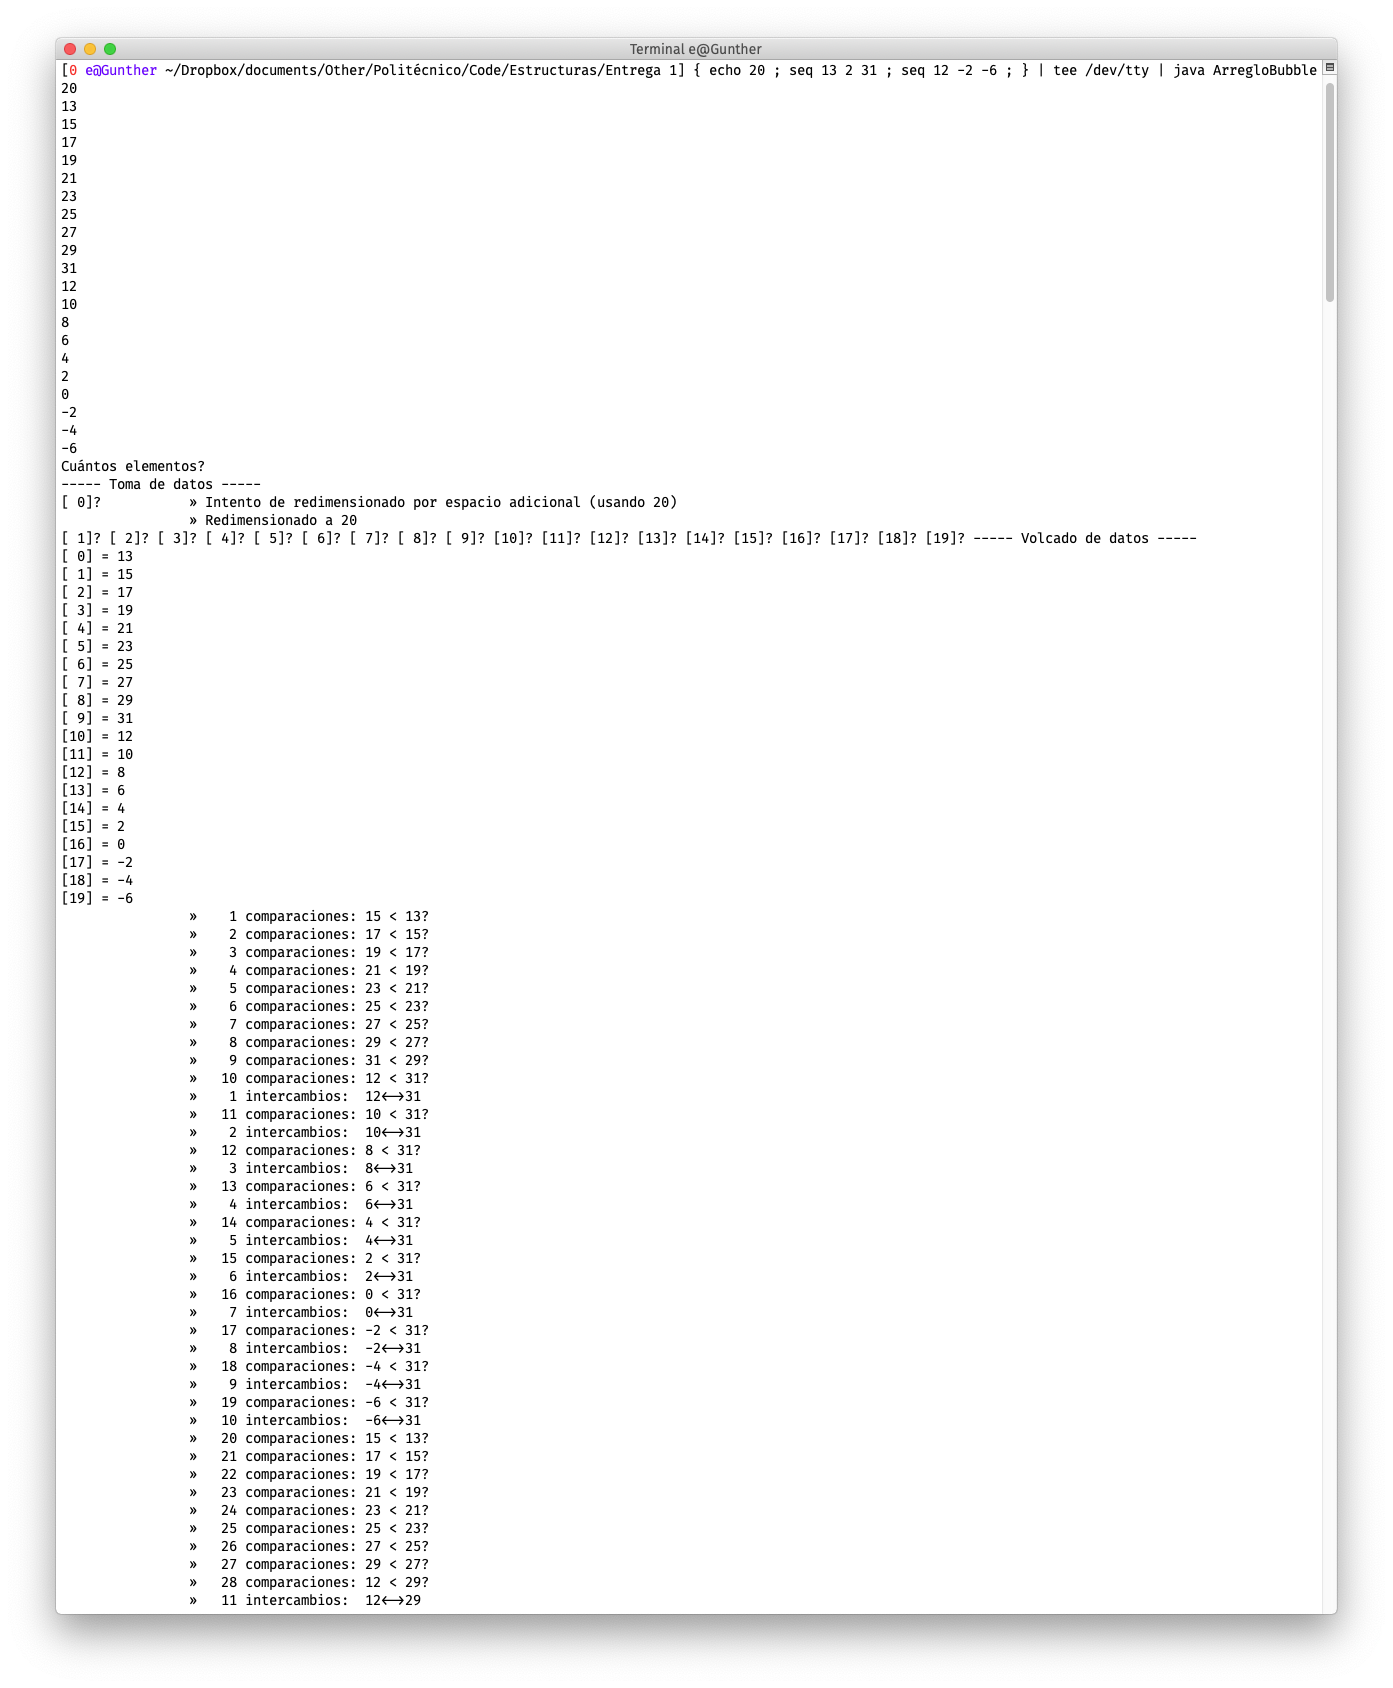 Terminal e@Gunther
[0 e@Gunther ~/Dropbox/documents/Other/Politécnico/Code/Estructuras/Entrega 1] { echo 20 ; seq 13 2 31 ; seq 12 -2 -6 ; } | tee /dev/tty | java ArregloBubble
20
13
15
17
19
21
23
25
27
29
31
12
10
8
6
4
2
0
-2
-4
-6
Cuántos elementos?
----- Toma de datos -----
[ 0]?           » Intento de redimensionado por espacio adicional (usando 20)
                » Redimensionado a 20
[ 1]? [ 2]? [ 3]? [ 4]? [ 5]? [ 6]? [ 7]? [ 8]? [ 9]? [10]? [11]? [12]? [13]? [14]? [15]? [16]? [17]? [18]? [19]? ----- Volcado de datos -----
[ 0] = 13
[ 1] = 15
[ 2] = 17
[ 3] = 19
[ 4] = 21
[ 5] = 23
[ 6] = 25
[ 7] = 27
[ 8] = 29
[ 9] = 31
[10] = 12
[11] = 10
[12] = 8
[13] = 6
[14] = 4
[15] = 2
[16] = 0
[17] = -2
[18] = -4
[19] = -6
                »    1 comparaciones: 15 < 13?
                »    2 comparaciones: 17 < 15?
                »    3 comparaciones: 19 < 17?
                »    4 comparaciones: 21 < 19?
                »    5 comparaciones: 23 < 21?
                »    6 comparaciones: 25 < 23?
                »    7 comparaciones: 27 < 25?
                »    8 comparaciones: 29 < 27?
                »    9 comparaciones: 31 < 29?
                »   10 comparaciones: 12 < 31?
                »    1 intercambios:  12<->31
                »   11 comparaciones: 10 < 31?
                »    2 intercambios:  10<->31
                »   12 comparaciones: 8 < 31?
                »    3 intercambios:  8<->31
                »   13 comparaciones: 6 < 31?
                »    4 intercambios:  6<->31
                »   14 comparaciones: 4 < 31?
                »    5 intercambios:  4<->31
                »   15 comparaciones: 2 < 31?
                »    6 intercambios:  2<->31
                »   16 comparaciones: 0 < 31?
                »    7 intercambios:  0<->31
                »   17 comparaciones: -2 < 31?
                »    8 intercambios:  -2<->31
                »   18 comparaciones: -4 < 31?
                »    9 intercambios:  -4<->31
                »   19 comparaciones: -6 < 31?
                »   10 intercambios:  -6<->31
                »   20 comparaciones: 15 < 13?
                »   21 comparaciones: 17 < 15?
                »   22 comparaciones: 19 < 17?
                »   23 comparaciones: 21 < 19?
                »   24 comparaciones: 23 < 21?
                »   25 comparaciones: 25 < 23?
                »   26 comparaciones: 27 < 25?
                »   27 comparaciones: 29 < 27?
                »   28 comparaciones: 12 < 29?
                »   11 intercambios:  12<->29